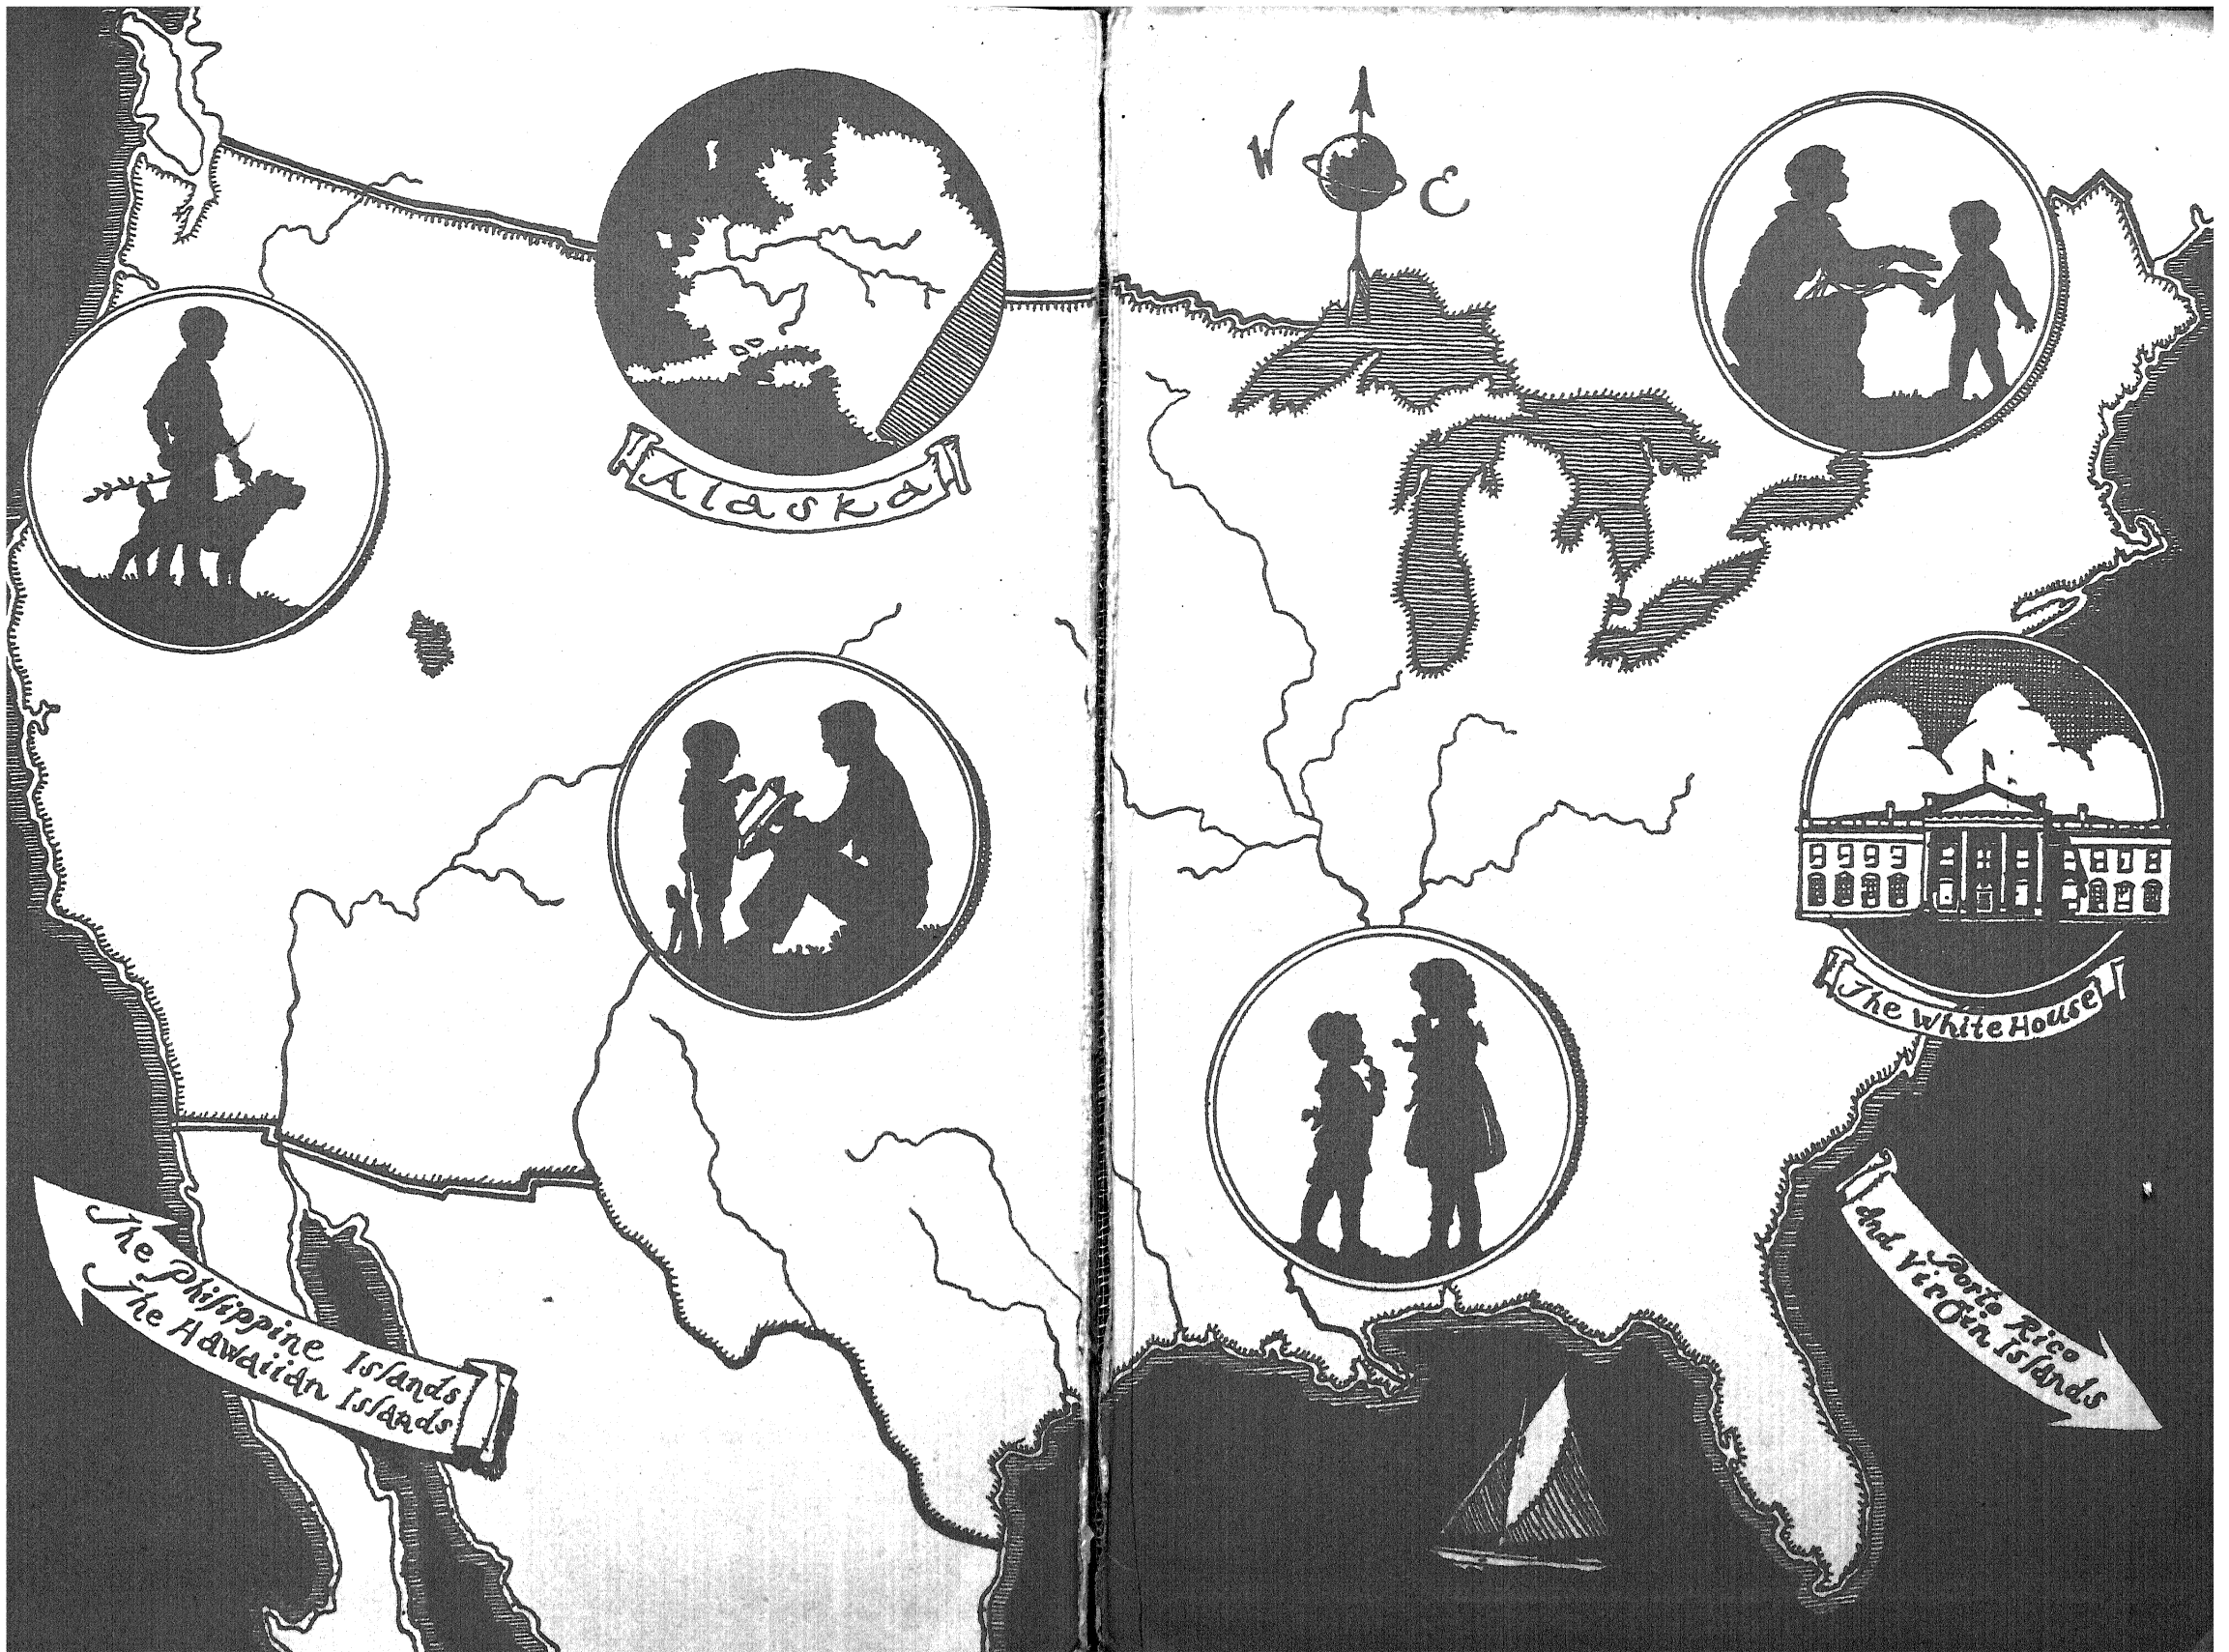 W
E
Alaska
The White House
The Philippine Islands
The Hawaiian Islands
Porto Rico
And Virgin Islands